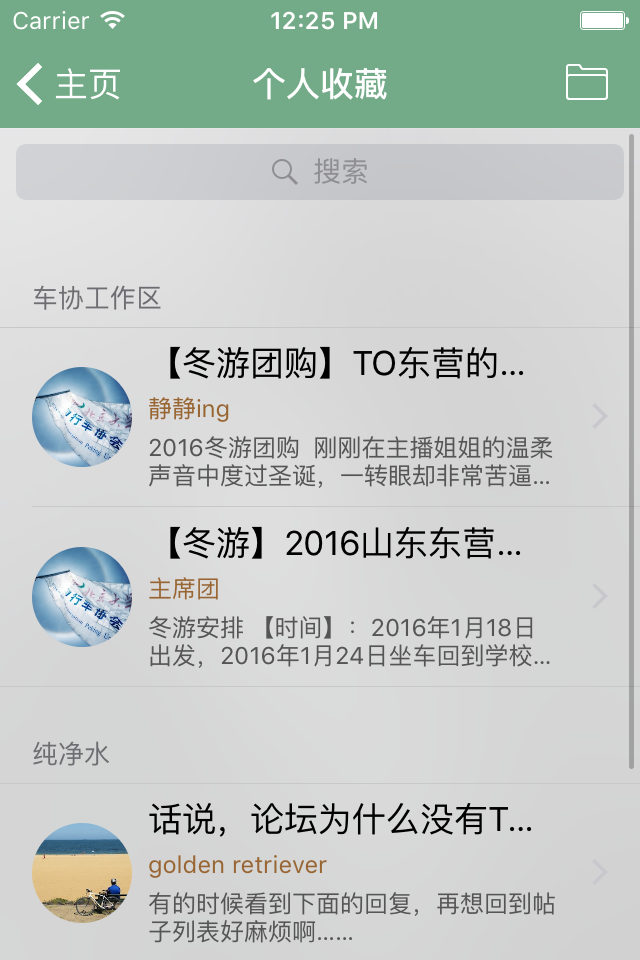 Carrier 12:25 PM
主页 个人收藏
搜索
车协工作区
【冬游团购】TO东营的...
静静ing
2016冬游团购 刚刚在主播姐姐的温柔
声音中度过圣诞，一转眼却非常苦逼...
【冬游】2016山东东营...
主席团
冬游安排 【时间】：2016年1月18日
出发，2016年1月24日坐车回到学校...
纯净水
话说，论坛为什么没有T...
golden retriever
有的时候看到下面的回复，再想回到帖
子列表好麻烦啊......